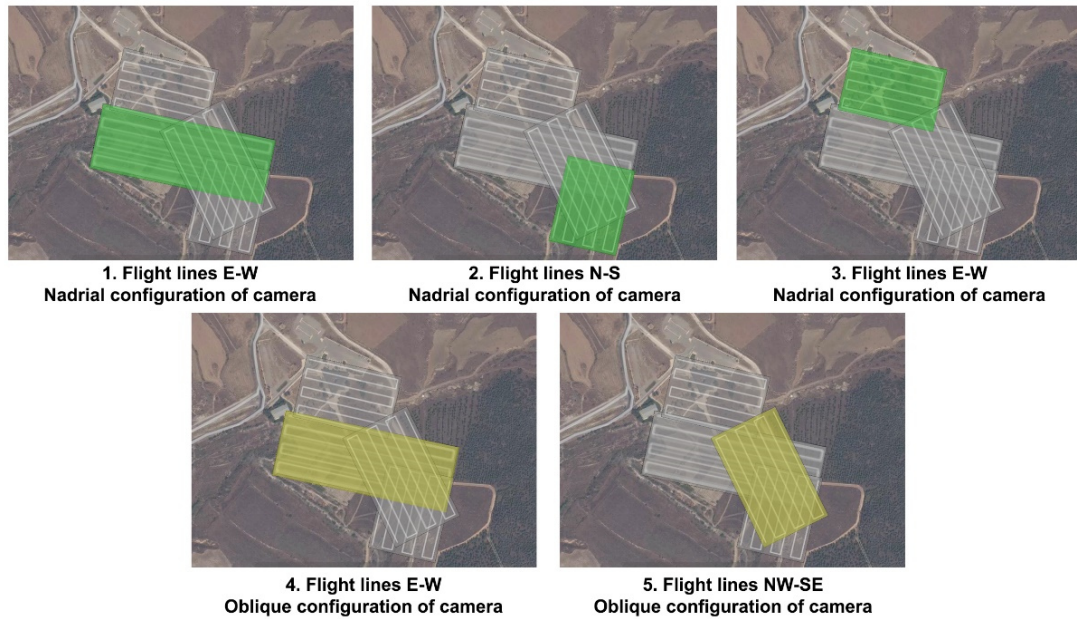 1. Flight lines E-W
Nadrial configuration of camera
2. Flight lines N-S
Nadrial configuration of camera
3. Flight lines E-W
Nadrial configuration of camera
4. Flight lines E-W
Oblique configuration of camera
5. Flight lines NW-SE
Oblique configuration of camera